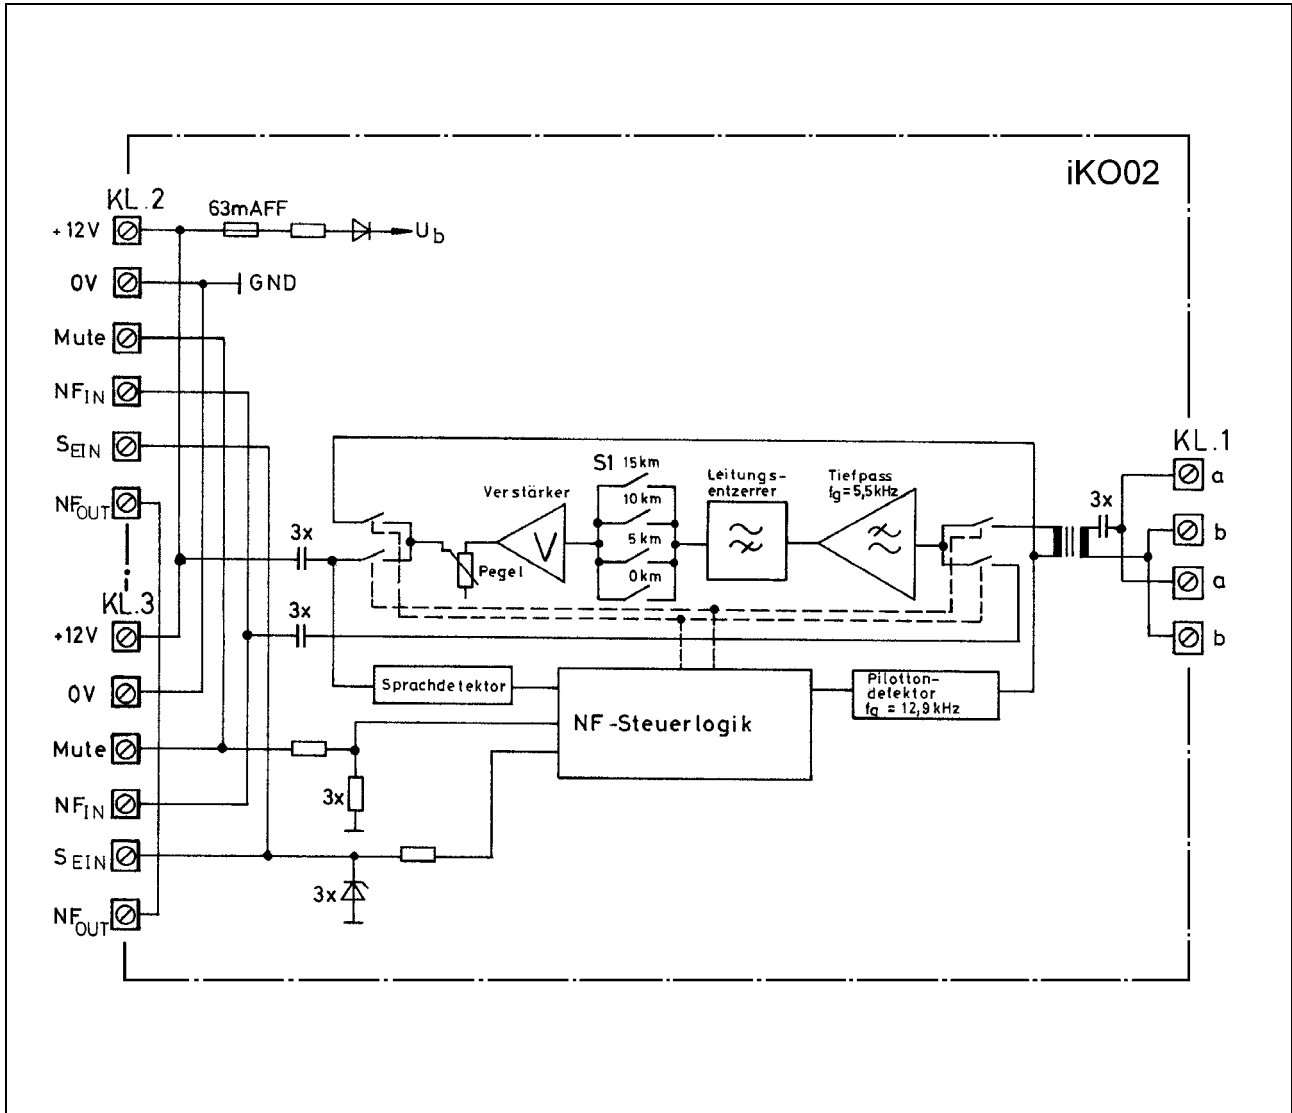 iKO02
KL.2
63mAFF
+12V
Ub
0V
GND
Mute
NFIN
SEIN
NFOUT
KL.3
+12V
0V
Mute
NFIN
SEIN
NFOUT
3x
3x
3x
3x
Pegel
Verstärker
V
S1 15km
10km
5km
0km
Leitungs-
entzerrer
Tiefpass
fg=5,5kHz
Sprachdetektor
NF-Steuerlogik
Pilotton-
detektor
fg = 12,9kHz
KL.1
3x
a
b
a
b